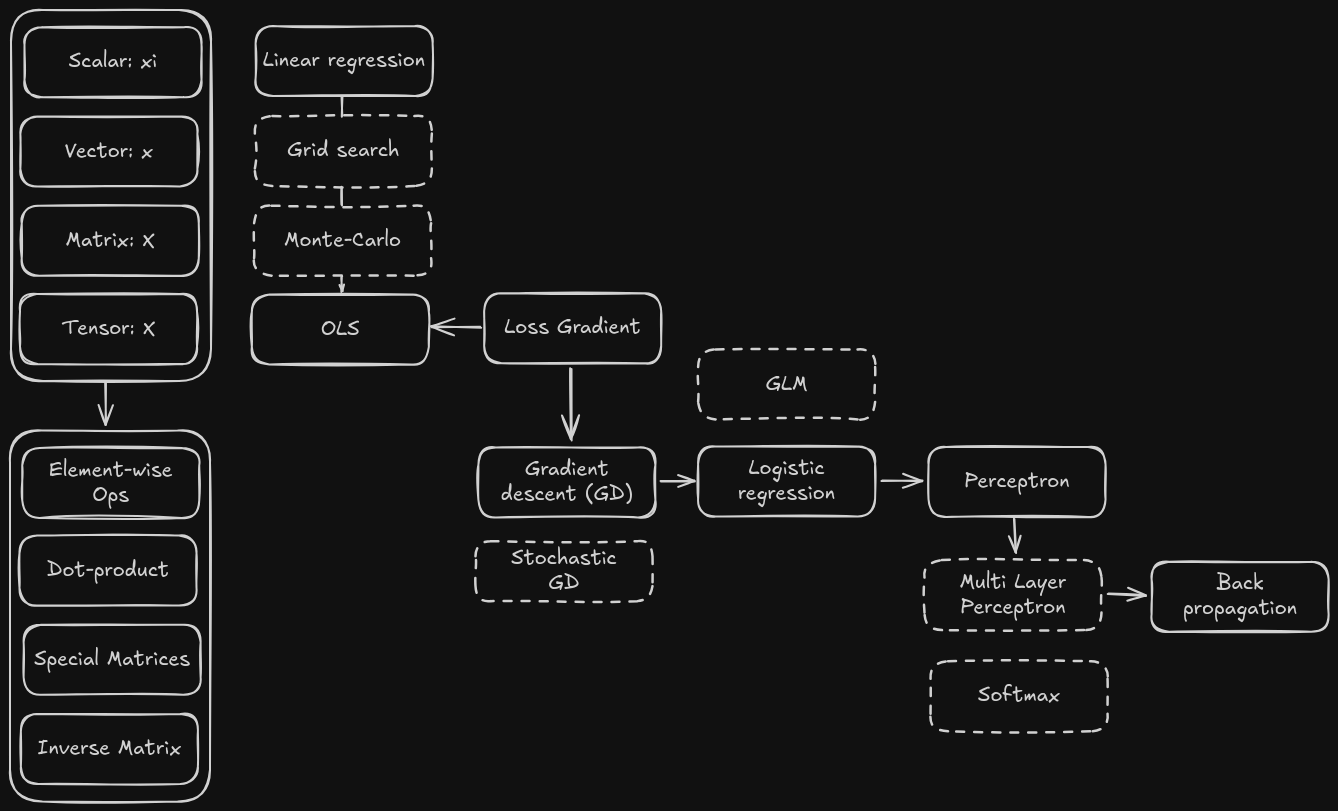 Scalar: xi
Vector: x
Matrix: X
Tensor: X
Element-wise
Ops
Dot-product
Special Matrices
Inverse Matrix
Linear regression
Grid search
Monte-Carlo
OLS
Loss Gradient
Gradient
descent (GD)
Stochastic
GD
GLM
Logistic
regression
Perceptron
Multi Layer
Perceptron
Softmax
Back
propagation